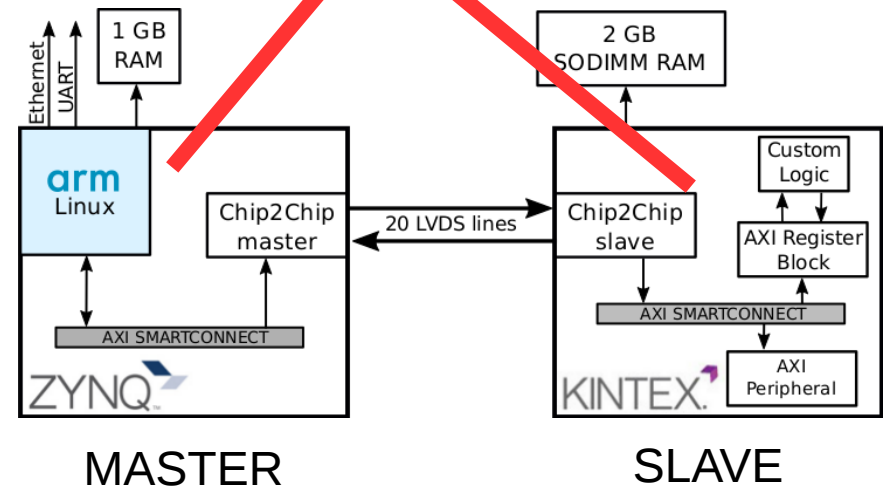 Ethernet
UART
1 GB
RAM
arm
Linux
Chip2Chip
master
AXI SMARTCONNECT
ZYNQ
20 LVDS lines
2 GB
SODIMM RAM
Chip2Chip
slave
Custom
Logic
AXI Register
Block
AXI SMARTCONNECT
AXI
Peripheral
KINTEX.
MASTER
SLAVE